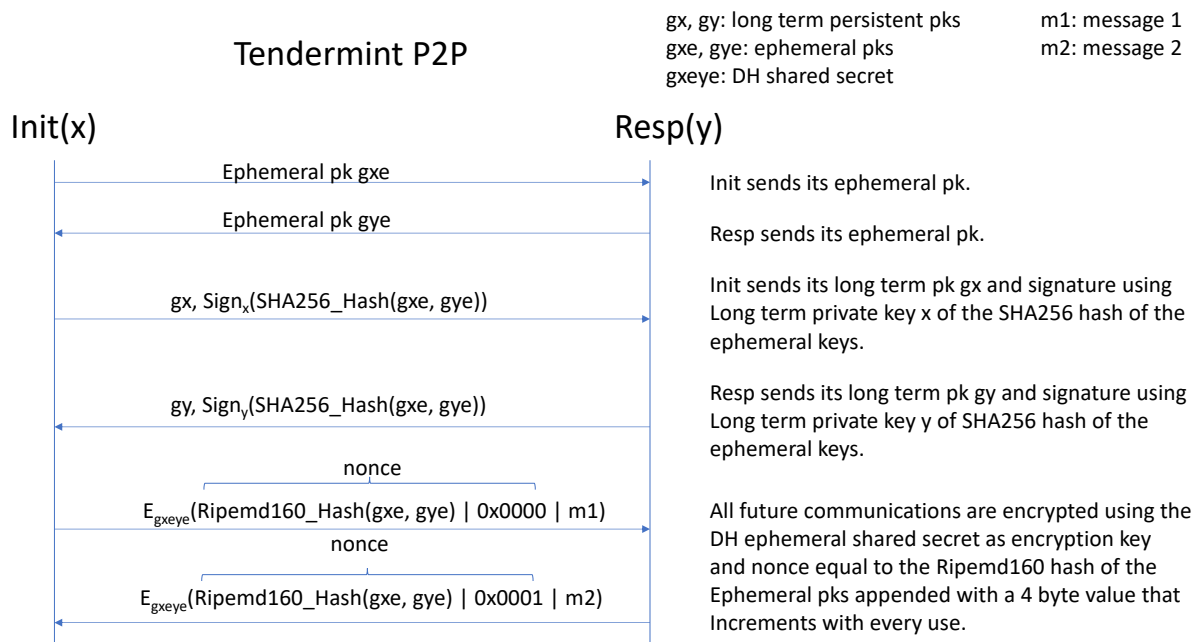 Tendermint P2P
gx, gy: long term persistent pks
gxe, gye: ephemeral pks
gxeye: DH shared secret
m1: message 1
m2: message 2
Init(x)
Resp(y)
Ephemeral pk gxe
Init sends its ephemeral pk.
Ephemeral pk gye
Resp sends its ephemeral pk.
gx, Signx(SHA256_Hash(gxe, gye))
Init sends its long term pk gx and signature using
Long term private key x of the SHA256 hash of the
ephemeral keys.
gy, Signy(SHA256_Hash(gxe, gye))
Resp sends its long term pk gy and signature using
Long term private key y of SHA256 hash of the
ephemeral keys.
nonce
Egxeye(Ripemd160_Hash(gxe, gye) | 0x0000 | m1)
nonce
Egxeye(Ripemd160_Hash(gxe, gye) | 0x0001 | m2)
All future communications are encrypted using the
DH ephemeral shared secret as encryption key
and nonce equal to the Ripemd160 hash of the
Ephemeral pks appended with a 4 byte value that
Increments with every use.